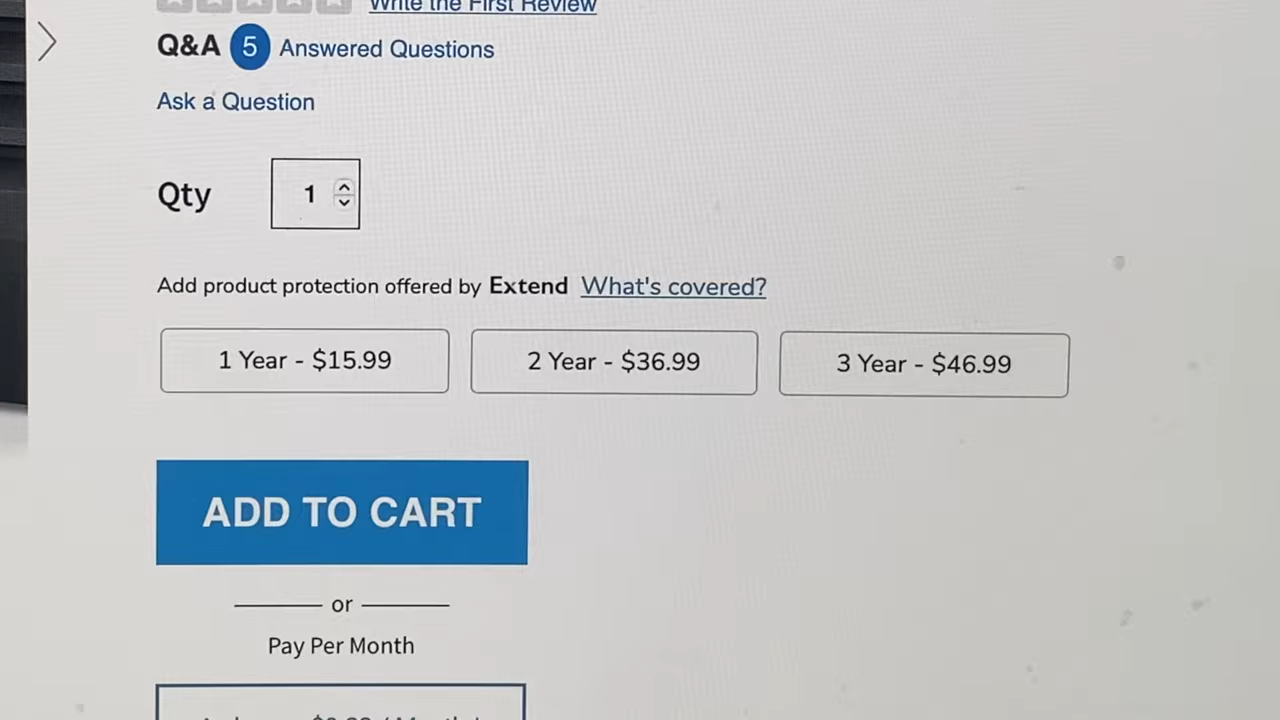 Write the First Review
Q&A 5 Answered Questions
Ask a Question
Qty 1
Add product protection offered by Extend What's covered?
1 Year - $15.99 2 Year - $36.99 3 Year - $46.99
ADD TO CART
or
Pay Per Month